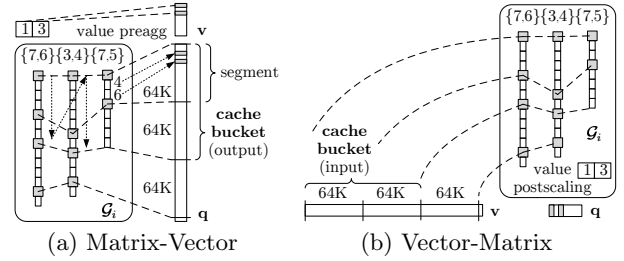 1 3
value preagg
v
{7,6} {3,4} {7,5}
4
6
segment
64K
cache
bucket
(output)
64K
64K
𝒢i
q
(a) Matrix-Vector
{7,6} {3,4} {7,5}
cache
bucket
(input)
𝒢i
value 1 3
postscaling
64K 64K 64K
v
q
(b) Vector-Matrix